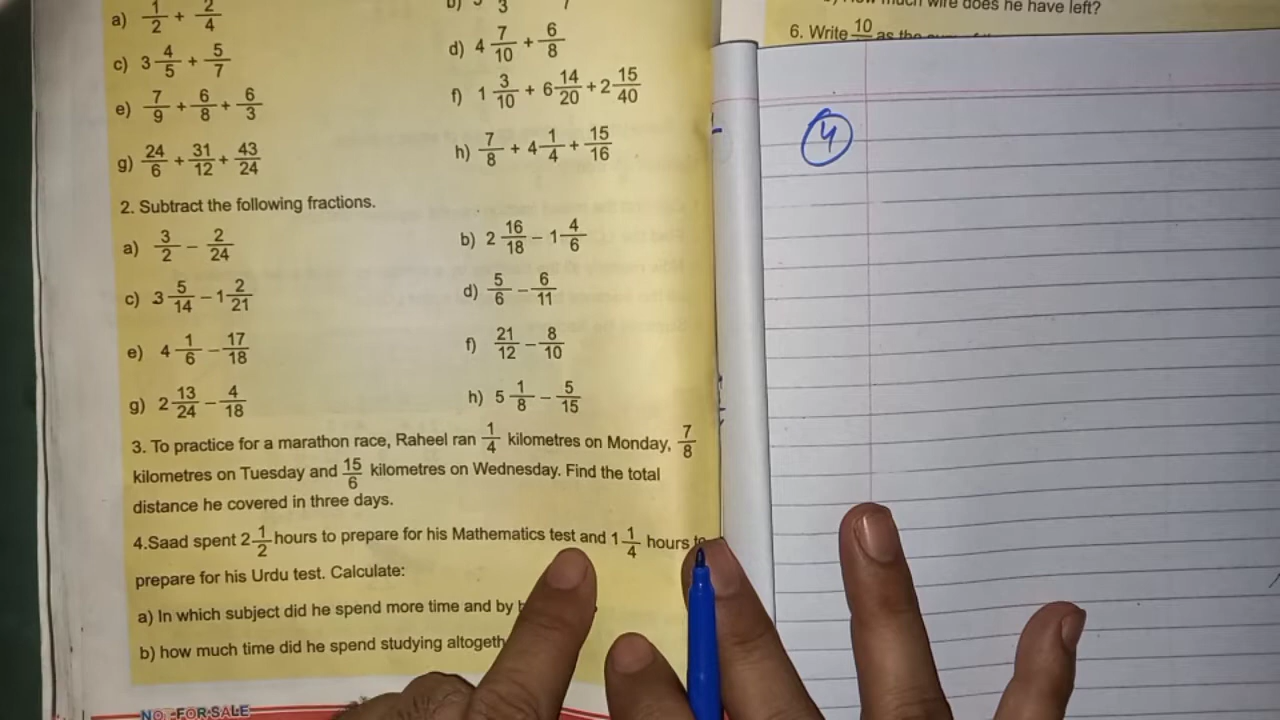 a) 1/2 + 2/4
c) 3 4/5 + 5/7
d) 4 7/10 + 6/8
e) 7/9 + 6/8 + 6/3
f) 1 3/10 + 6 14/20 + 2 15/40
g) 24/6 + 31/12 + 43/24
h) 7/8 + 4 1/4 + 15/16
2. Subtract the following fractions.
a) 3/2 − 2/24
b) 2 16/18 − 1 4/6
c) 3 5/14 − 1 2/21
d) 5/6 − 6/11
e) 4 1/6 − 17/18
f) 21/12 − 8/10
g) 2 13/24 − 4/18
h) 5 1/8 − 5/15
3. To practice for a marathon race, Raheel ran 1/4 kilometres on Monday, 7/8
kilometres on Tuesday and 15/6 kilometres on Wednesday. Find the total
distance he covered in three days.
4.Saad spent 2 1/2 hours to prepare for his Mathematics test and 1 1/4 hours
prepare for his Urdu test. Calculate:
a) In which subject did he spend more time and by
b) how much time did he spend studying
NOT FOR SALE
wire does he have left?
6. Write 10 as the
4